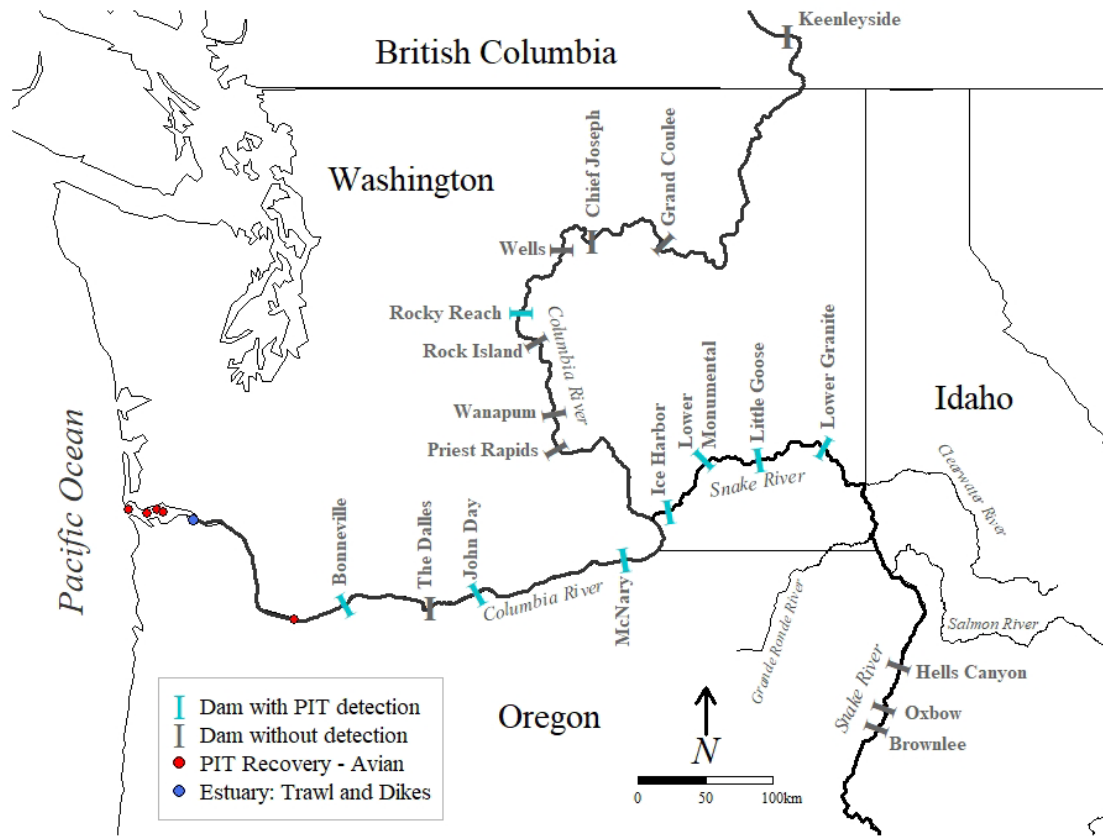 Keenleyside
British Columbia
Washington
Chief Joseph
Grand Coulee
Wells
Rocky Reach
Columbia River
Rock Island
Wanapum
Priest Rapids
Lower
Monumental
Little Goose
Lower Granite
Idaho
Ice Harbor
Snake River
Clearwater River
Pacific Ocean
Bonneville
The Dalles
John Day
Columbia River
McNary
Grande Ronde River
Salmon River
Snake River
Hells Canyon
Oxbow
Brownlee
Oregon
N
0 50 100km
Dam with PIT detection
Dam without detection
PIT Recovery - Avian
Estuary: Trawl and Dikes